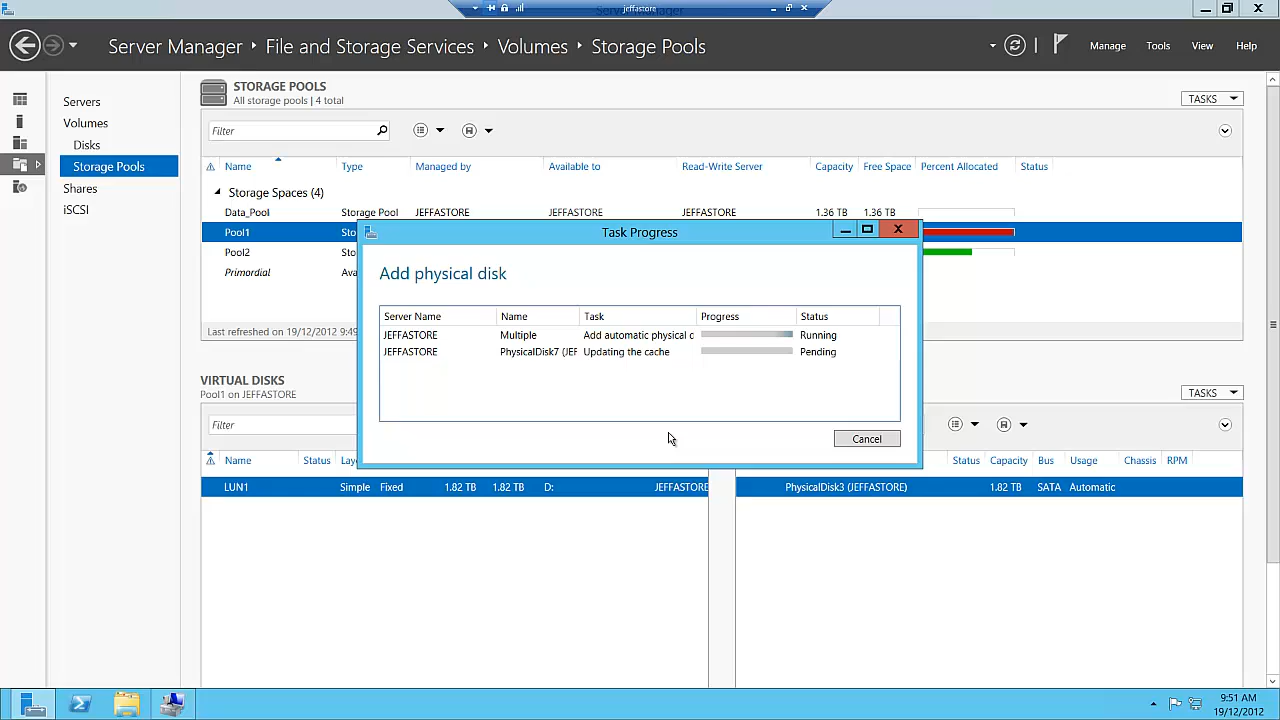 jeffastore
Server Manager • File and Storage Services • Volumes • Storage Pools
Manage Tools View Help
Servers
Volumes
Disks
Storage Pools
Shares
iSCSI
STORAGE POOLS
All storage pools | 4 total
TASKS
Filter
Name Type Managed by Available to Read-Write Server Capacity Free Space Percent Allocated Status
Storage Spaces (4)
Data_Pool Storage Pool JEFFASTORE JEFFASTORE JEFFASTORE 1.36 TB 1.36 TB
Pool1 Sto
Pool2 Sto
Primordial Ava
Last refreshed on 19/12/2012 9:49
Task Progress
Add physical disk
Server Name Name Task Progress Status
JEFFASTORE Multiple Add automatic physical d Running
JEFFASTORE PhysicalDisk7 (JEF Updating the cache Pending
Cancel
VIRTUAL DISKS
Pool1 on JEFFASTORE
Filter
Name Status Lay
LUN1 Simple Fixed 1.82 TB 1.82 TB D: JEFFASTORE
TASKS
Status Capacity Bus Usage Chassis RPM
PhysicalDisk3 (JEFFASTORE) 1.82 TB SATA Automatic
9:51 AM
19/12/2012